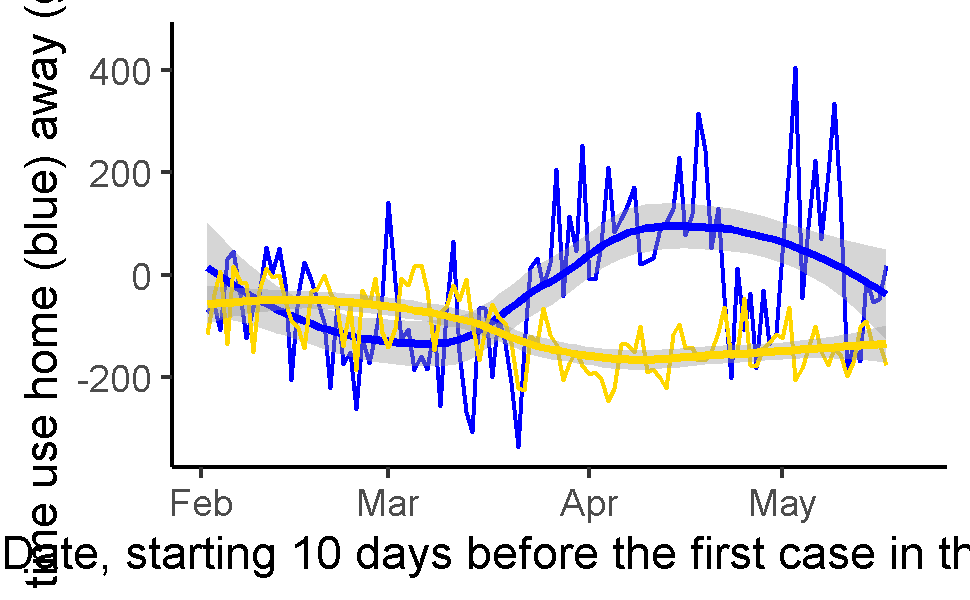 time use home (blue) away (
400
200
0
-200
Feb Mar Apr May
Date, starting 10 days before the first case in th